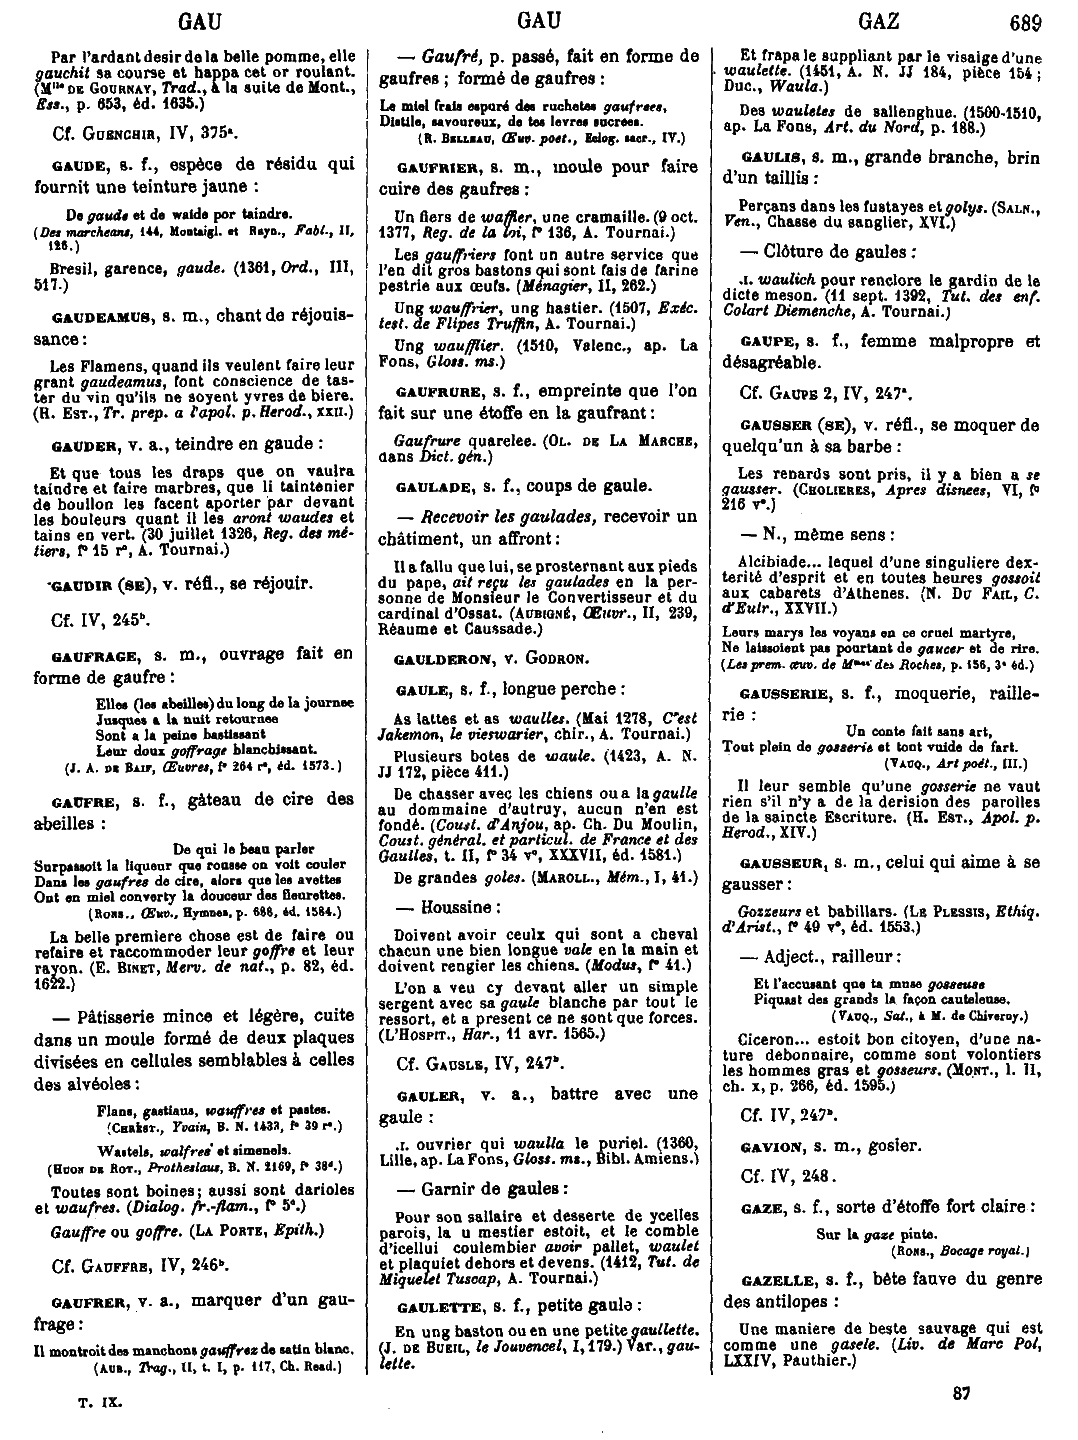 GAU
GAU
GAZ
689
Par l'ardant desir de la belle pomme, elle
gauchit sa course et happa cet or roulant.
(Mlle DE GOURNAY, Trad., à la suite de Mont.,
Ess., p. 653, éd. 1635.)
Cf. GUENCHIR, IV, 375a.
GAUDE, s. f., espèce de résidu qui
fournit une teinture jaune :
De gaude et de waide por taindre.
(Des marcheans, 144, Montaigl. et Rayn., Fabl., II,
126.)
Bresil, garence, gaude. (1361, Ord., III,
517.)
GAUDEAMUS, s. m., chant de réjouis-
sance :
Les Flamens, quand ils veulent faire leur
grant gaudeamus, font conscience de tas-
ter du vin qu'ils ne soyent yvres de biere.
(H. EST., Tr. prep. a l'apol. p. Herod., XXII.)
GAUDER, v. a., teindre en gaude :
Et que tous les draps que on vaulra
taindre et faire marbres, que li taintenier
de boullon les facent aporter par devant
les bouleurs quant il les aront waudes et
tains en vert. (30 juillet 1326, Reg. des mé-
tiers, f° 15 r°, A. Tournai.)
GAUDIR (SE), v. réfl., se réjouir.
Cf. IV, 245b.
GAUFRAGE, s. m., ouvrage fait en
forme de gaufre :
Elles (les abeilles) du long de la journee
Jusques a la nuit retournee
Sont a la peine bastissant
Leur doux goffrage blanchissant.
(J. A. DE BAIF, Œuvres, f° 264 r°, éd. 1573.)
GAUFRE, s. f., gâteau de cire des
abeilles :
De qui le beau parler
Surpassoit la liqueur que rousse on voit couler
Dans les gaufres de cire, alors que les avettes
Ont en miel converty la douceur des fleurettes.
(RONS., Œuv., Hymnes, p. 686, éd. 1584.)
La belle premiere chose est de faire ou
refaire et raccommoder leur goffre et leur
rayon. (E. BINET, Merv. de nat., p. 82, éd.
1622.)
— Pâtisserie mince et légère, cuite
dans un moule formé de deux plaques
divisées en cellules semblables à celles
des alvéoles :
Flans, gastiaus, wauffres et pastes.
(CHREST., Yvain, B. N. 1433, f° 39 r°.)
Wastels, walfres et simenels.
(HUON DE ROT., Protheslaus, B. N. 2169, f° 38d.)
Toutes sont boines; aussi sont darioles
et waufres. (Dialog. fr.-flam., f° 5d.)
Gauffre ou goffre. (LA PORTE, Epith.)
Cf. GAUFFRE, IV, 246b.
GAUFRER, v. a., marquer d'un gau-
frage :
Il montroit des manchons gauffrez de satin blanc.
(AUB., Trag., II, t. I, p. 117, Ch. Read.)
T. IX.
— Gaufré, p. passé, fait en forme de
gaufres ; formé de gaufres :
Le miel frais espuré des ruchetes gaufrees,
Distile, savoureux, de tes levres sucrees.
(R. BELLEAU, Œuv. poet., Eclog. sacr., IV.)
GAUFRIER, s. m., moule pour faire
cuire des gaufres :
Un fiers de waffier, une cramaille. (9 oct.
1377, Reg. de la loi, f° 136, A. Tournai.)
Les gauffriers font un autre service que
l'en dit gros bastons qui sont fais de farine
pestrie aux œufs. (Ménagier, II, 262.)
Ung wauffrier, ung hastier. (1507, Exéc.
test. de Flipes Truffin, A. Tournai.)
Ung waufflier. (1510, Valenc., ap. La
Fons, Gloss. ms.)
GAUFRURE, s. f., empreinte que l'on
fait sur une étoffe en la gaufrant :
Gaufrure quarelee. (OL. DE LA MARCHE,
dans Dict. gén.)
GAULADE, s. f., coups de gaule.
— Recevoir les gaulades, recevoir un
châtiment, un affront :
Il a fallu que lui, se prosternant aux pieds
du pape, ait reçu les gaulades en la per-
sonne de Monsieur le Convertisseur et du
cardinal d'Ossat. (AUBIGNÉ, Œuvr., II, 239,
Réaume et Caussade.)
GAULDERON, v. GODRON.
GAULE, s. f., longue perche :
As lattes et as waulles. (Mai 1278, C'est
Jakemon, le vieswarier, chir., A. Tournai.)
Plusieurs botes de waule. (1423, A. N.
JJ 172, pièce 411.)
De chasser avec les chiens ou a la gaulle
au dommaine d'autruy, aucun n'en est
fondé. (Coust. d'Anjou, ap. Ch. Du Moulin,
Coust. général. et particul. de France et des
Gaulles, t. II, f° 34 v°, XXXVII, éd. 1581.)
De grandes goles. (MAROLL., Mém., I, 41.)
— Houssine :
Doivent avoir ceulx qui sont a cheval
chacun une bien longue vale en la main et
doivent rengier les chiens. (Modus, f° 41.)
L'on a veu cy devant aller un simple
sergent avec sa gaule blanche par tout le
ressort, et a present ce ne sont que forces.
(L'HOSPIT., Har., 11 avr. 1565.)
Cf. GAUSLE, IV, 247b.
GAULER, v. a., battre avec une
gaule :
.I. ouvrier qui waulla le puriel. (1360,
Lille, ap. La Fons, Gloss. ms., Bibl. Amiens.)
— Garnir de gaules :
Pour son sallaire et desserte de ycelles
parois, la u mestier estoit, et le comble
d'icellui coulembier avoir pallet, waulet
et plaquiet dehors et devens. (1412, Tut. de
Miquelet Tuscap, A. Tournai.)
GAULETTE, s. f., petite gaule :
En ung baston ou en une petite gaullette.
(J. DE BUEIL, le Jouvencel, I, 179.) Var., gau-
lette.
Et frapa le suppliant par le visaige d'une
waulette. (1451, A. N. JJ 184, pièce 154 ;
Duc., Waula.)
Des wauletes de sallenghue. (1500-1510,
ap. La Fons, Art. du Nord, p. 188.)
GAULIS, s. m., grande branche, brin
d'un taillis :
Perçans dans les fustayes et golys. (SALN.,
Ven., Chasse du sanglier, XVI.)
— Clôture de gaules :
.I. waulich pour renclore le gardin de le
dicte meson. (11 sept. 1392, Tut. des enf.
Colart Diemenche, A. Tournai.)
GAUPE, s. f., femme malpropre et
désagréable.
Cf. GAUPE 2, IV, 247a.
GAUSSER (SE), v. réfl., se moquer de
quelqu'un à sa barbe :
Les renards sont pris, il y a bien a se
gausser. (CHOLIERES, Apres disnees, VI, f°
216 v°.)
— N., même sens :
Alcibiade... lequel d'une singuliere dex-
terité d'esprit et en toutes heures gossoit
aux cabarets d'Athenes. (N. DU FAIL, C.
d'Eutr., XXVII.)
Leurs marys les voyans en ce cruel martyre,
Ne laissoient pas pourtant de gaucer et de rire.
(Les prem. œuv. de Mmes des Roches, p. 156, 3e éd.)
GAUSSERIE, s. f., moquerie, raille-
rie :
Un conte fait sans art,
Tout plein de gosserie et tout vuide de fart.
(VAUQ., Art poét., III.)
Il leur semble qu'une gosserie ne vaut
rien s'il n'y a de la derision des parolles
de la saincte Escriture. (H. EST., Apol. p.
Herod., XIV.)
GAUSSEUR, s. m., celui qui aime à se
gausser :
Gozzeurs et babillars. (LE PLESSIS, Ethiq.
d'Arist., f° 49 v°, éd. 1553.)
— Adject., railleur :
Et l'accusant que ta muse gosseuse
Piquast des grands la façon cauteleuse.
(VAUQ., Sat., à M. de Chiverny.)
Ciceron... estoit bon citoyen, d'une na-
ture debonnaire, comme sont volontiers
les hommes gras et gosseurs. (MONT., l. II,
ch. X, p. 266, éd. 1595.)
Cf. IV, 247b.
GAVION, s. m., gosier.
Cf. IV, 248.
GAZE, s. f., sorte d'étoffe fort claire :
Sur la gaze pinte.
(RONS., Bocage royal.)
GAZELLE, s. f., bête fauve du genre
des antilopes :
Une maniere de beste sauvage qui est
comme une gasele. (Liv. de Marc Pol,
LXXIV, Pauthier.)
87